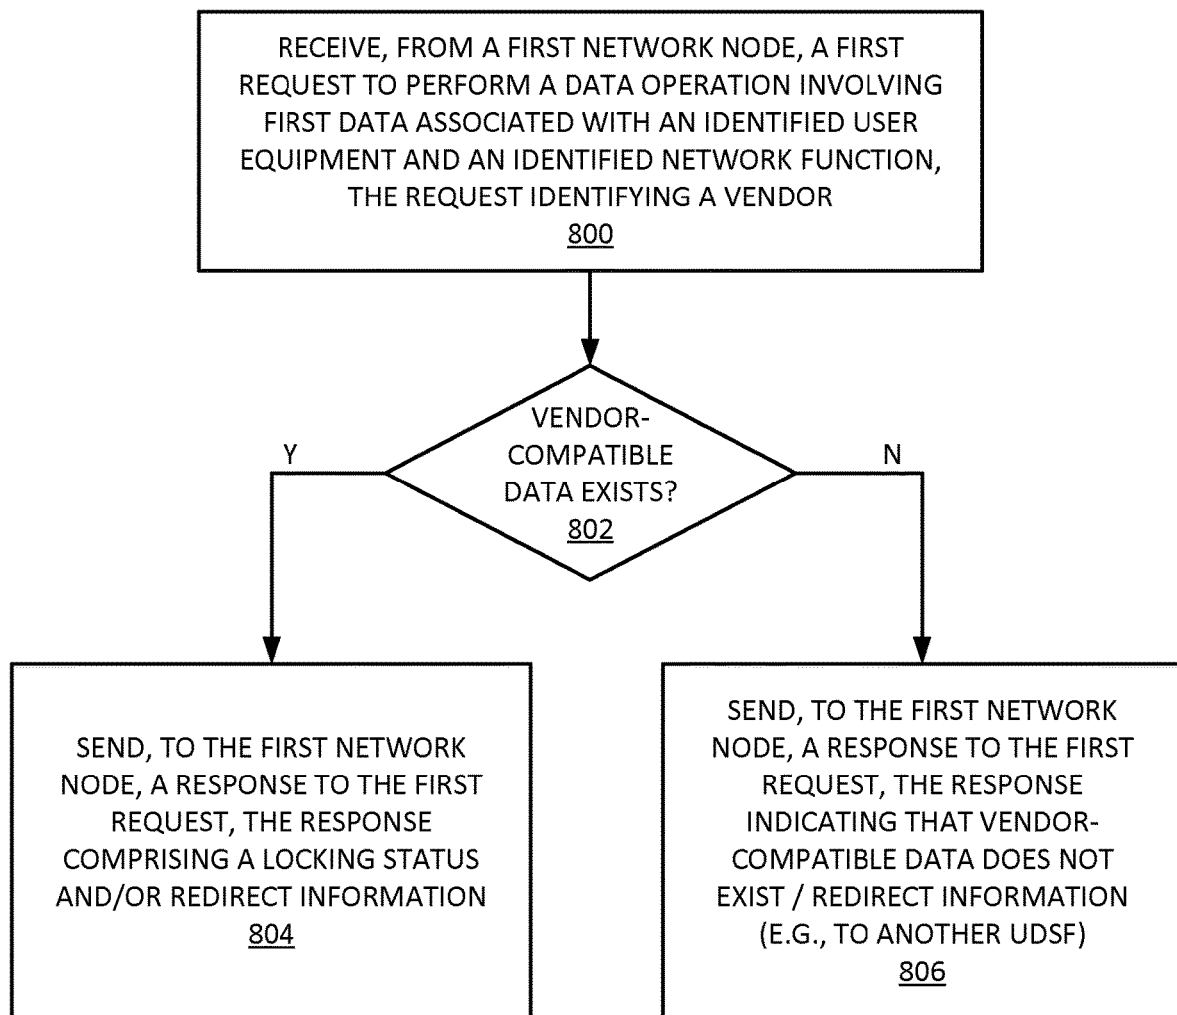 RECEIVE, FROM A FIRST NETWORK NODE, A FIRST
REQUEST TO PERFORM A DATA OPERATION INVOLVING
FIRST DATA ASSOCIATED WITH AN IDENTIFIED USER
EQUIPMENT AND AN IDENTIFIED NETWORK FUNCTION,
THE REQUEST IDENTIFYING A VENDOR
800
VENDOR-
COMPATIBLE
DATA EXISTS?
802
Y
N
SEND, TO THE FIRST NETWORK
NODE, A RESPONSE TO THE FIRST
REQUEST, THE RESPONSE
COMPRISING A LOCKING STATUS
AND/OR REDIRECT INFORMATION
804
SEND, TO THE FIRST NETWORK
NODE, A RESPONSE TO THE FIRST
REQUEST, THE RESPONSE
INDICATING THAT VENDOR-
COMPATIBLE DATA DOES NOT
EXIST / REDIRECT INFORMATION
(E.G., TO ANOTHER UDSF)
806